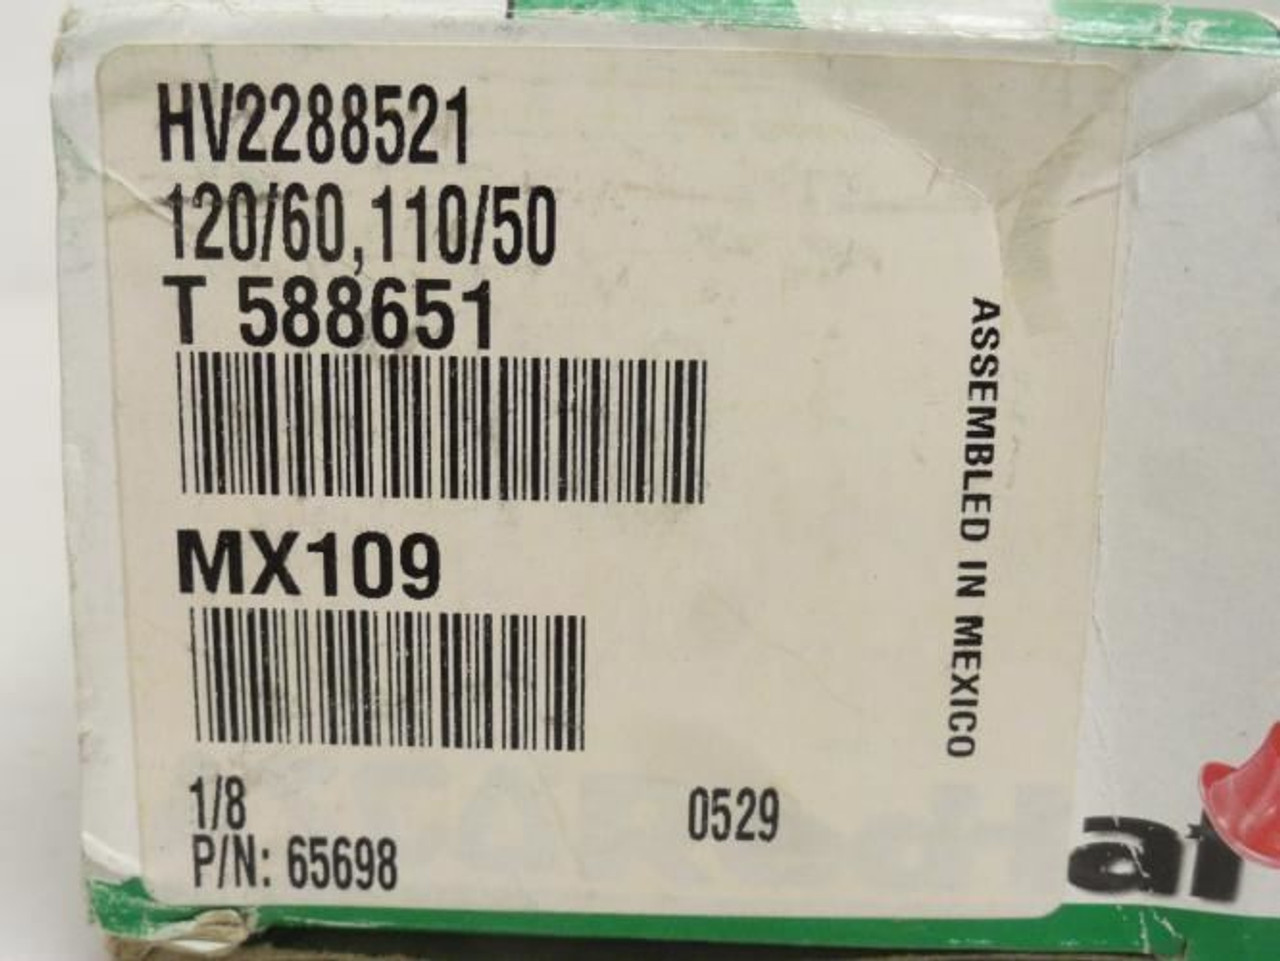 HV2288521
120/60,110/50
T 588651
MX109
1/8
P/N: 65698
0529
ASSEMBLED IN MEXICO